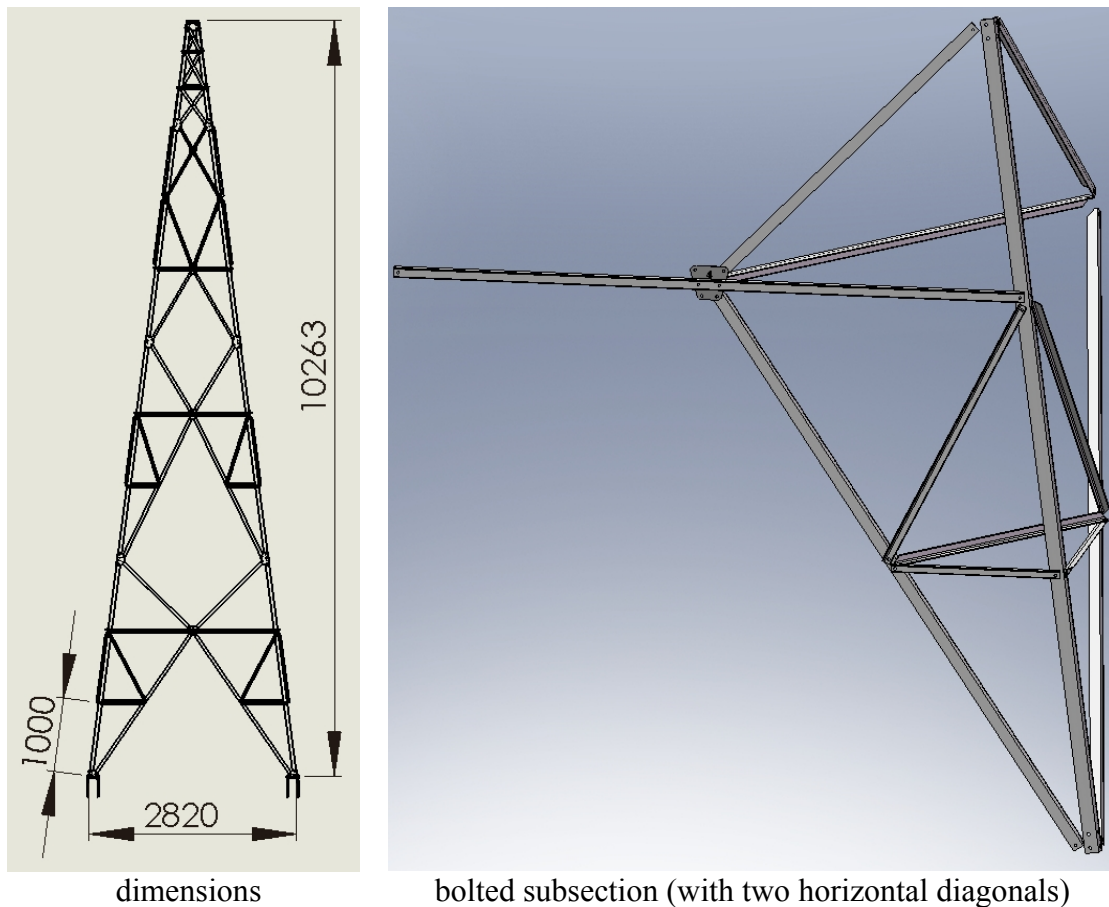 10263
1000
2820
dimensions
bolted subsection (with two horizontal diagonals)